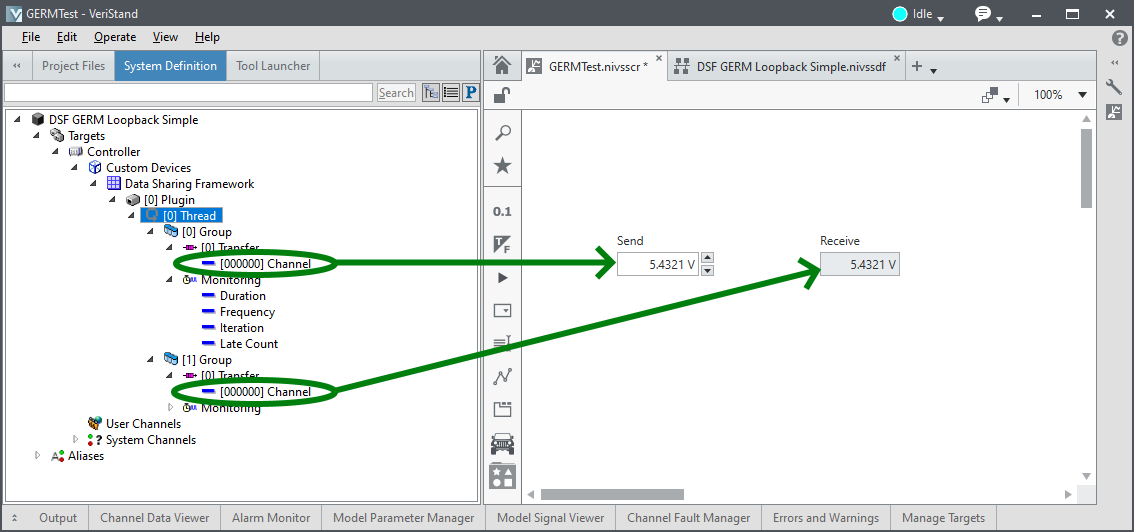 GERMTest - VeriStand
Idle
File Edit Operate View Help
Project Files System Definition Tool Launcher
GERMTest.nivsscr *
DSF GERM Loopback Simple.nivssdf
Search
P
100%
DSF GERM Loopback Simple
Targets
Controller
Custom Devices
Data Sharing Framework
[0] Plugin
[0] Thread
[0] Group
[0] Transfer
[000000] Channel
Monitoring
Duration
Frequency
Iteration
Late Count
[1] Group
[0] Transfer
[000000] Channel
Monitoring
User Channels
System Channels
Aliases
0.1
T F
Send
5.4321 V
Receive
5.4321 V
Output Channel Data Viewer Alarm Monitor Model Parameter Manager Model Signal Viewer Channel Fault Manager Errors and Warnings Manage Targets